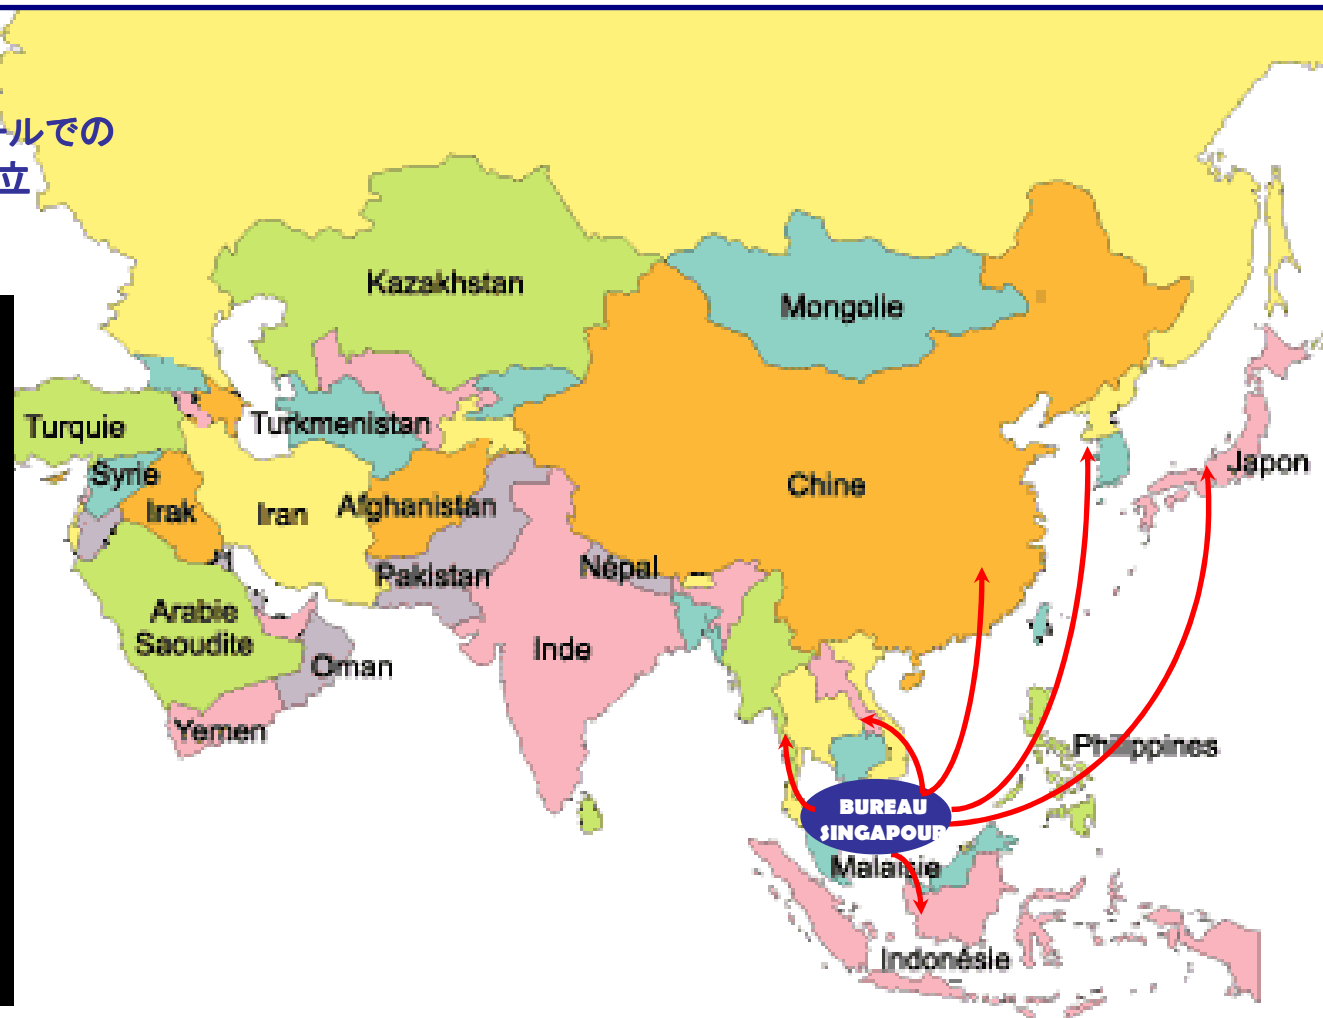 ールでの
立
Kazakhstan
Mongolie
Turquie
Turkmenistan
Syrie
Japon
Chine
Irak
Iran
Afghanistan
Pakistan
Népal
Arabie
Saoudite
Inde
Oman
Yemen
Philippines
BUREAU
SINGAPOUR
Malaisie
Indonésie